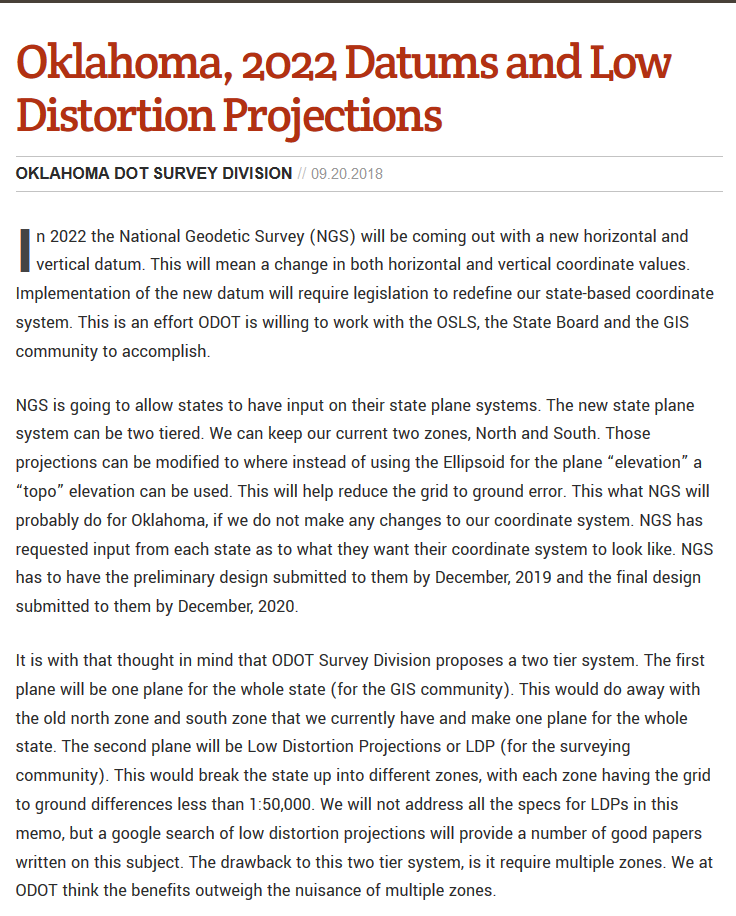 Oklahoma, 2022 Datums and Low
Distortion Projections
OKLAHOMA DOT SURVEY DIVISION // 09.20.2018
In 2022 the National Geodetic Survey (NGS) will be coming out with a new horizontal and
vertical datum. This will mean a change in both horizontal and vertical coordinate values.
Implementation of the new datum will require legislation to redefine our state-based coordinate
system. This is an effort ODOT is willing to work with the OSLS, the State Board and the GIS
community to accomplish.
NGS is going to allow states to have input on their state plane systems. The new state plane
system can be two tiered. We can keep our current two zones, North and South. Those
projections can be modified to where instead of using the Ellipsoid for the plane “elevation” a
“topo” elevation can be used. This will help reduce the grid to ground error. This what NGS will
probably do for Oklahoma, if we do not make any changes to our coordinate system. NGS has
requested input from each state as to what they want their coordinate system to look like. NGS
has to have the preliminary design submitted to them by December, 2019 and the final design
submitted to them by December, 2020.
It is with that thought in mind that ODOT Survey Division proposes a two tier system. The first
plane will be one plane for the whole state (for the GIS community). This would do away with
the old north zone and south zone that we currently have and make one plane for the whole
state. The second plane will be Low Distortion Projections or LDP (for the surveying
community). This would break the state up into different zones, with each zone having the grid
to ground differences less than 1:50,000. We will not address all the specs for LDPs in this
memo, but a google search of low distortion projections will provide a number of good papers
written on this subject. The drawback to this two tier system, is it require multiple zones. We at
ODOT think the benefits outweigh the nuisance of multiple zones.